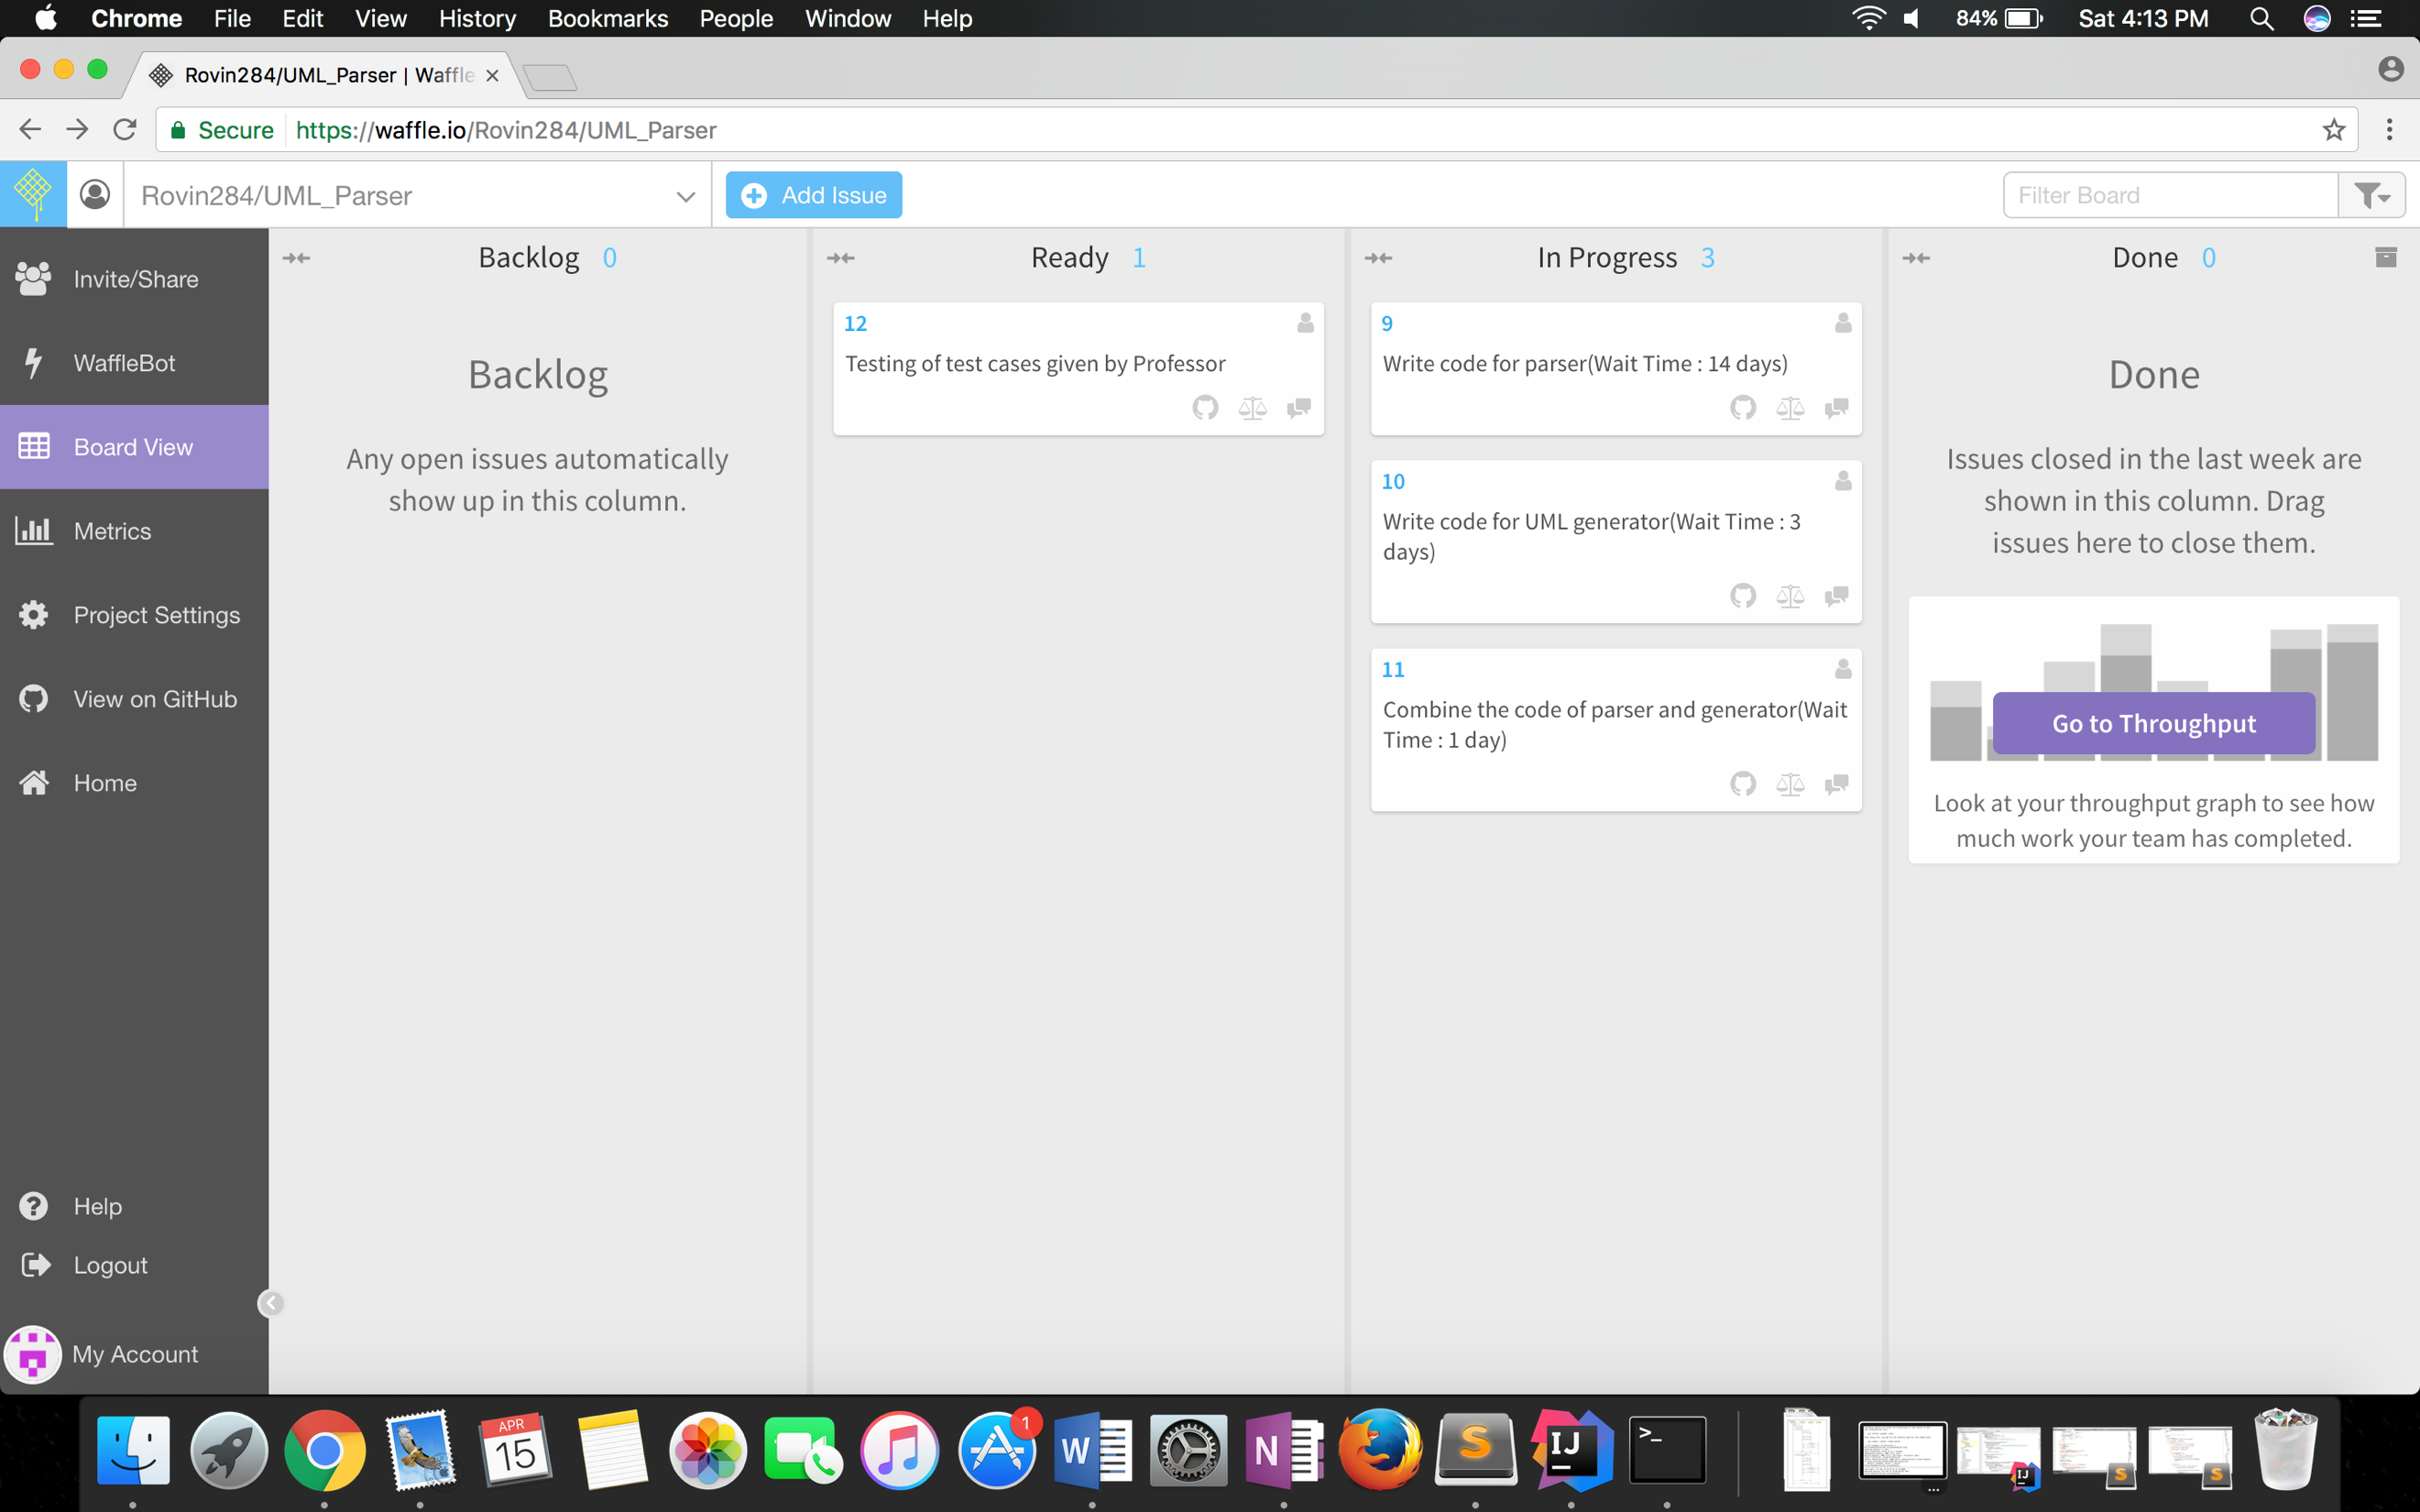 Chrome File Edit View History Bookmarks People Window Help 84% Sat 4:13 PM
Rovin284/UML_Parser | Waffle
Secure https://waffle.io/Rovin284/UML_Parser
Rovin284/UML_Parser Add Issue Filter Board
Invite/Share
WaffleBot
Board View
Metrics
Project Settings
View on GitHub
Home
Help
Logout
My Account
Backlog 0
Backlog
Any open issues automatically
show up in this column.
Ready 1
12
Testing of test cases given by Professor
In Progress 3
9
Write code for parser(Wait Time : 14 days)
10
Write code for UML generator(Wait Time : 3
days)
11
Combine the code of parser and generator(Wait
Time : 1 day)
Done 0
Done
Issues closed in the last week are
shown in this column. Drag
issues here to close them.
Go to Throughput
Look at your throughput graph to see how
much work your team has completed.
APR
15
1
W
N
S
IJ
>_
IJ
S
S